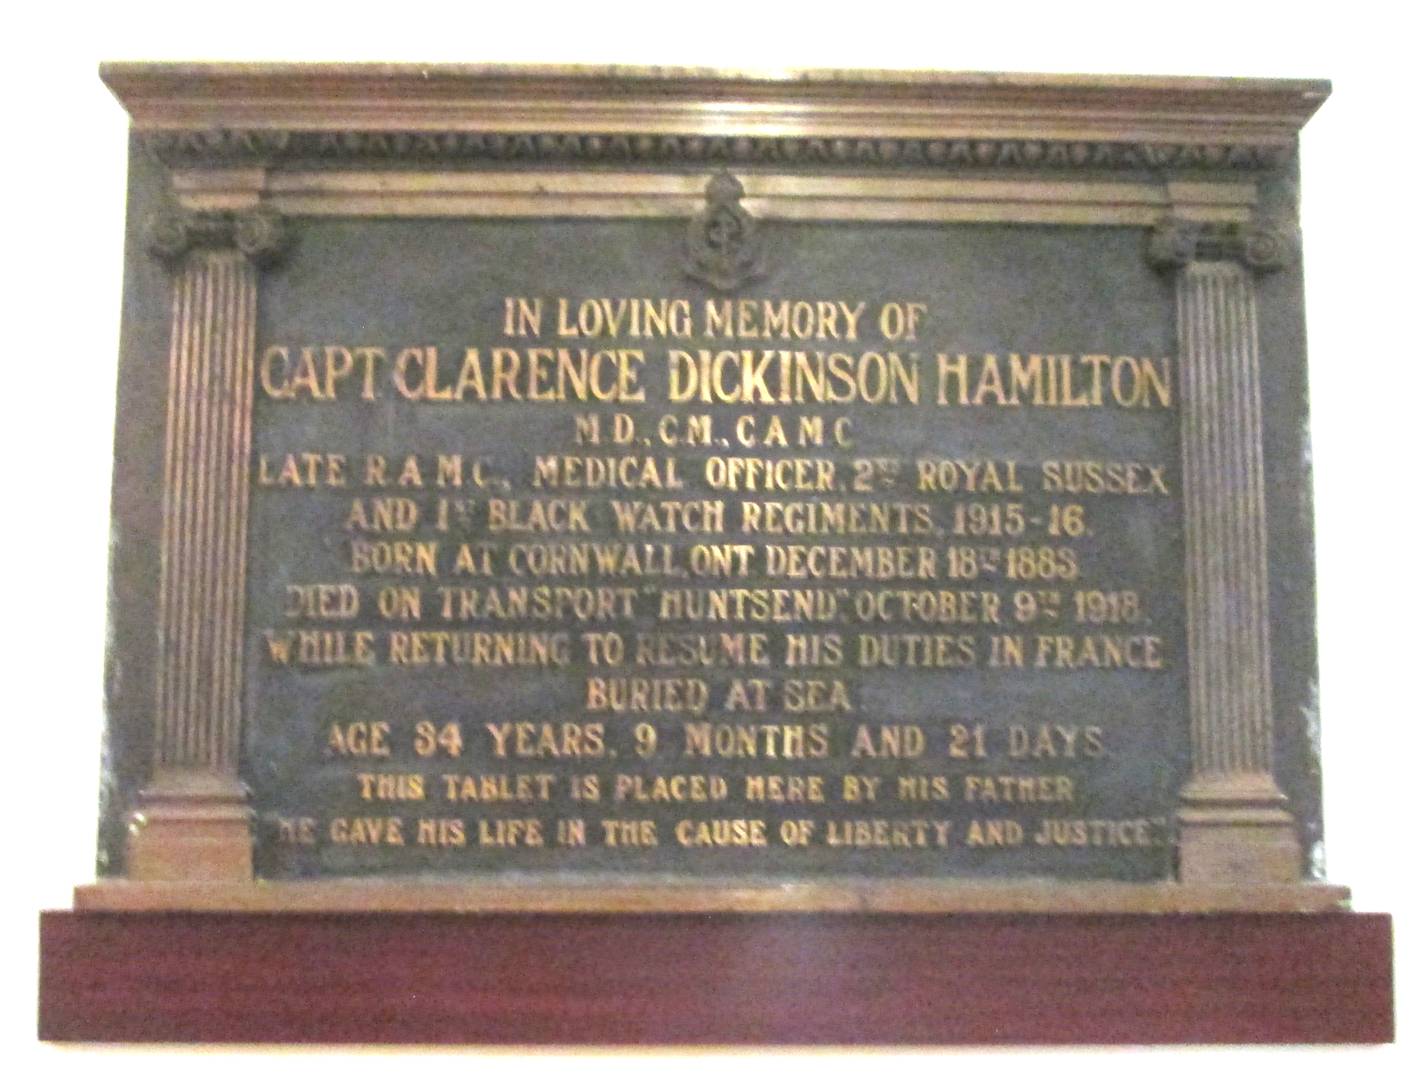 IN LOVING MEMORY OF
CAPT CLARENCE DICKINSON HAMILTON
M.D., C.M., C A M C
LATE R A M C., MEDICAL OFFICER, 2ND ROYAL SUSSEX
AND 1ST BLACK WATCH REGIMENTS, 1915-16.
BORN AT CORNWALL, ONT DECEMBER 18TH 1883.
DIED ON TRANSPORT "HUNTSEND", OCTOBER 9TH 1918.
WHILE RETURNING TO RESUME HIS DUTIES IN FRANCE
BURIED AT SEA.
AGE 34 YEARS, 9 MONTHS AND 21 DAYS.
THIS TABLET IS PLACED HERE BY HIS FATHER
"HE GAVE HIS LIFE IN THE CAUSE OF LIBERTY AND JUSTICE."